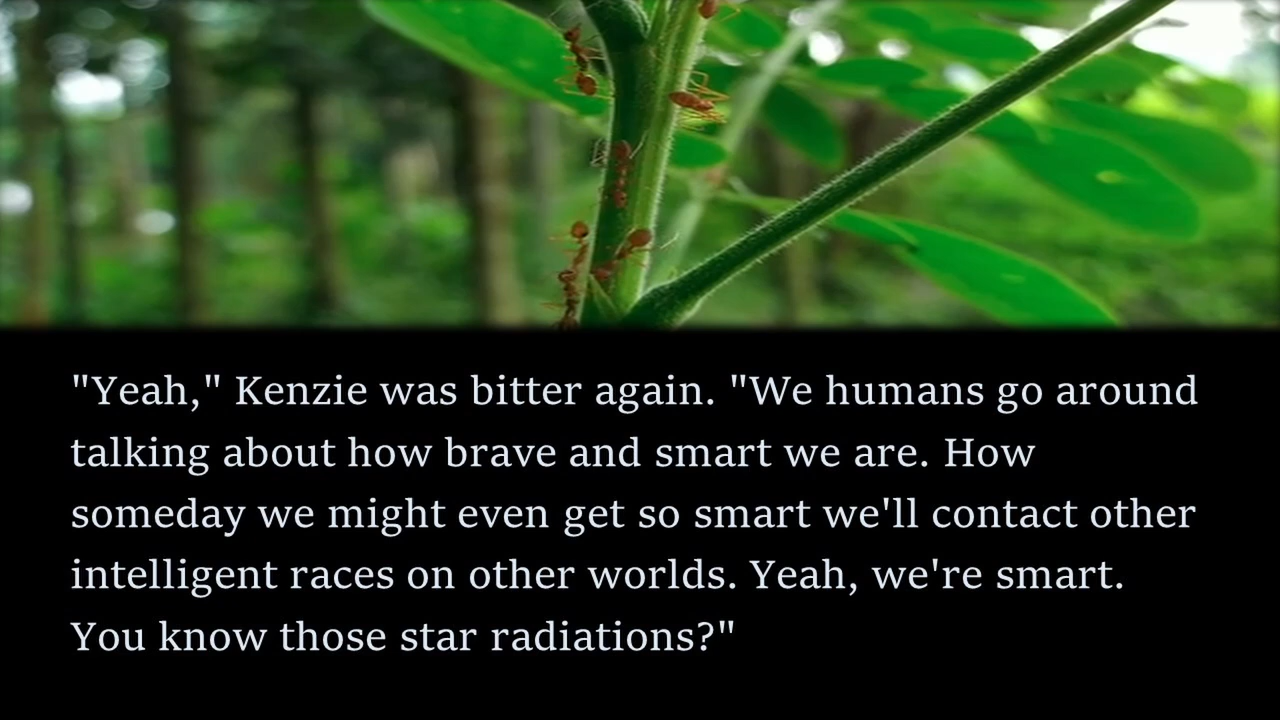 "Yeah," Kenzie was bitter again. "We humans go around
talking about how brave and smart we are. How
someday we might even get so smart we'll contact other
intelligent races on other worlds. Yeah, we're smart.
You know those star radiations?"